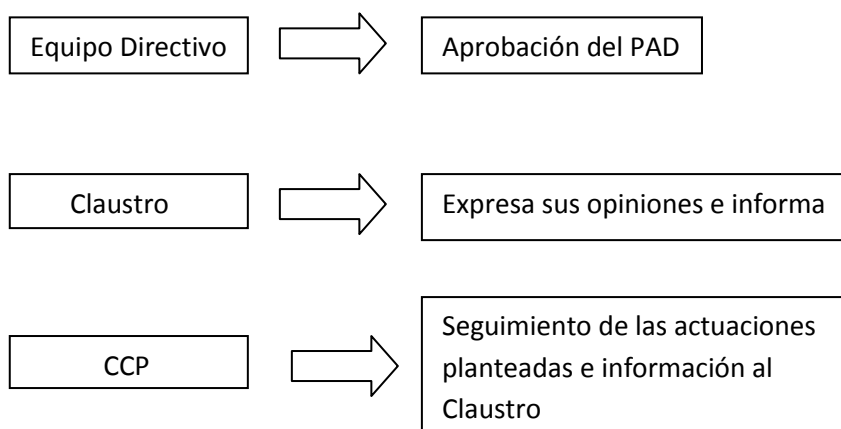 Equipo Directivo
Aprobación del PAD
Claustro
Expresa sus opiniones e informa
CCP
Seguimiento de las actuaciones
planteadas e información al
Claustro